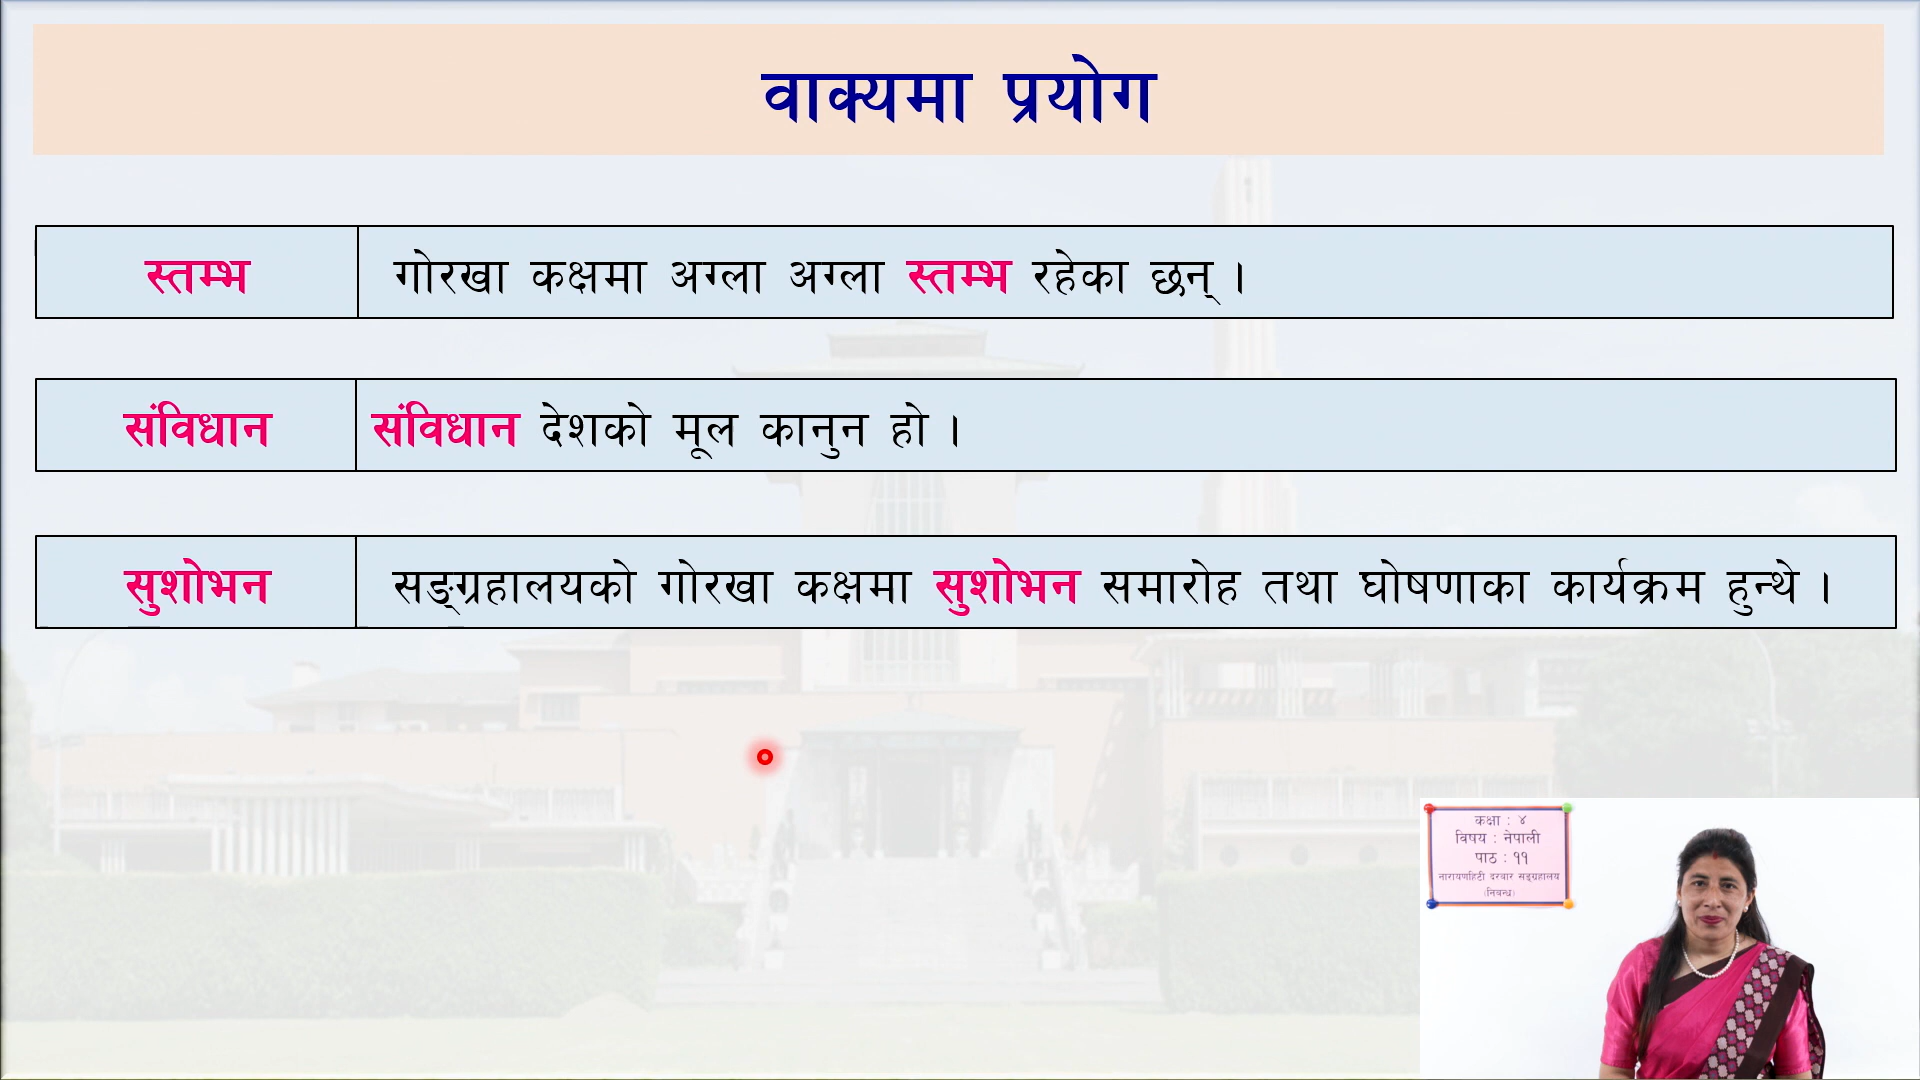 वाक्यमा प्रयोग
स्तम्भ गोरखा कक्षमा अग्ला अग्ला स्तम्भ रहेका छन् ।
संविधान संविधान देशको मूल कानुन हो ।
सुशोभन सङ्ग्रहालयको गोरखा कक्षमा सुशोभन समारोह तथा घोषणाका कार्यक्रम हुन्थे ।
कक्षा : ४
विषय : नेपाली
पाठ : ११
नारायणहिटी दरबार सङ्ग्रहालय
(निबन्ध)